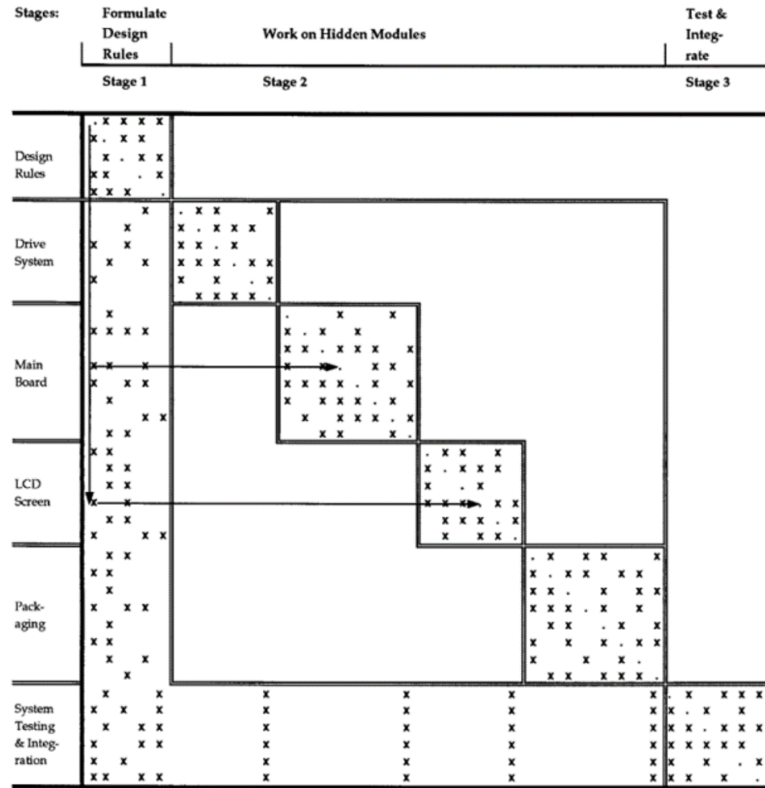 Stages:
Formulate
Design
Rules
Work on Hidden Modules
Test &
Integ-
rate
Stage 1
Stage 2
Stage 3
Design
Rules
Drive
System
Main
Board
LCD
Screen
Pack-
aging
System
Testing
& Integ-
ration